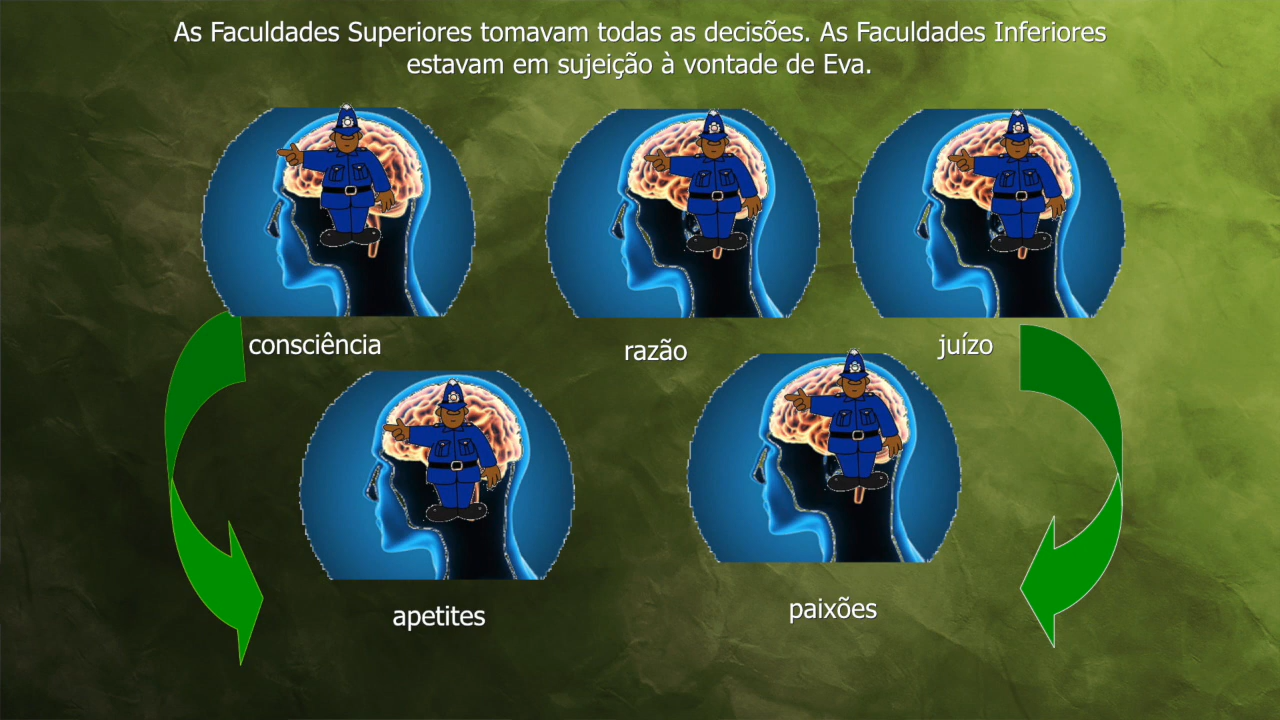 As Faculdades Superiores tomavam todas as decisões. As Faculdades Inferiores
estavam em sujeição à vontade de Eva.
consciência
razão
juízo
apetites
paixões